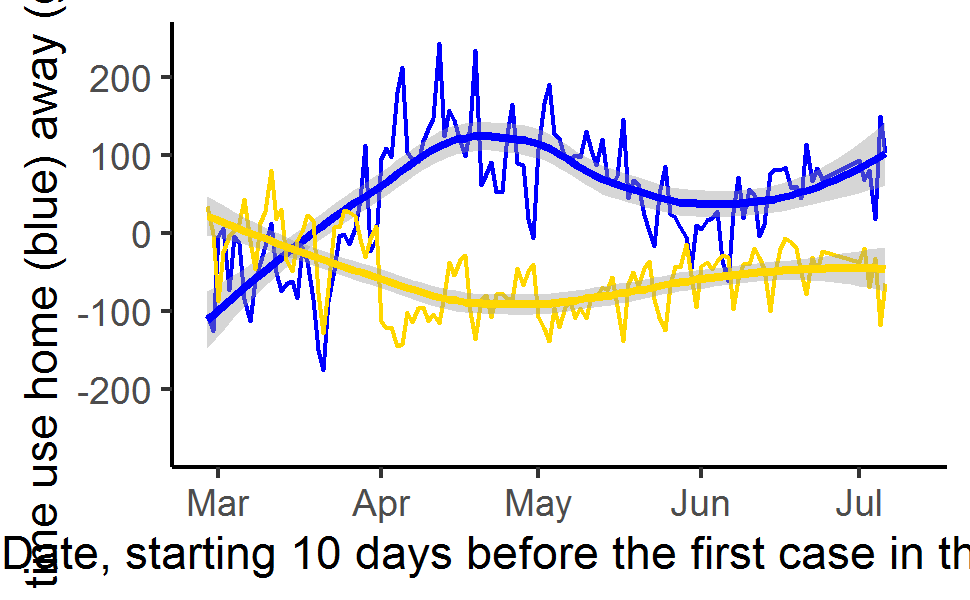 time use home (blue) away (
200
100
0
-100
-200
Mar Apr May Jun Jul
Date, starting 10 days before the first case in th